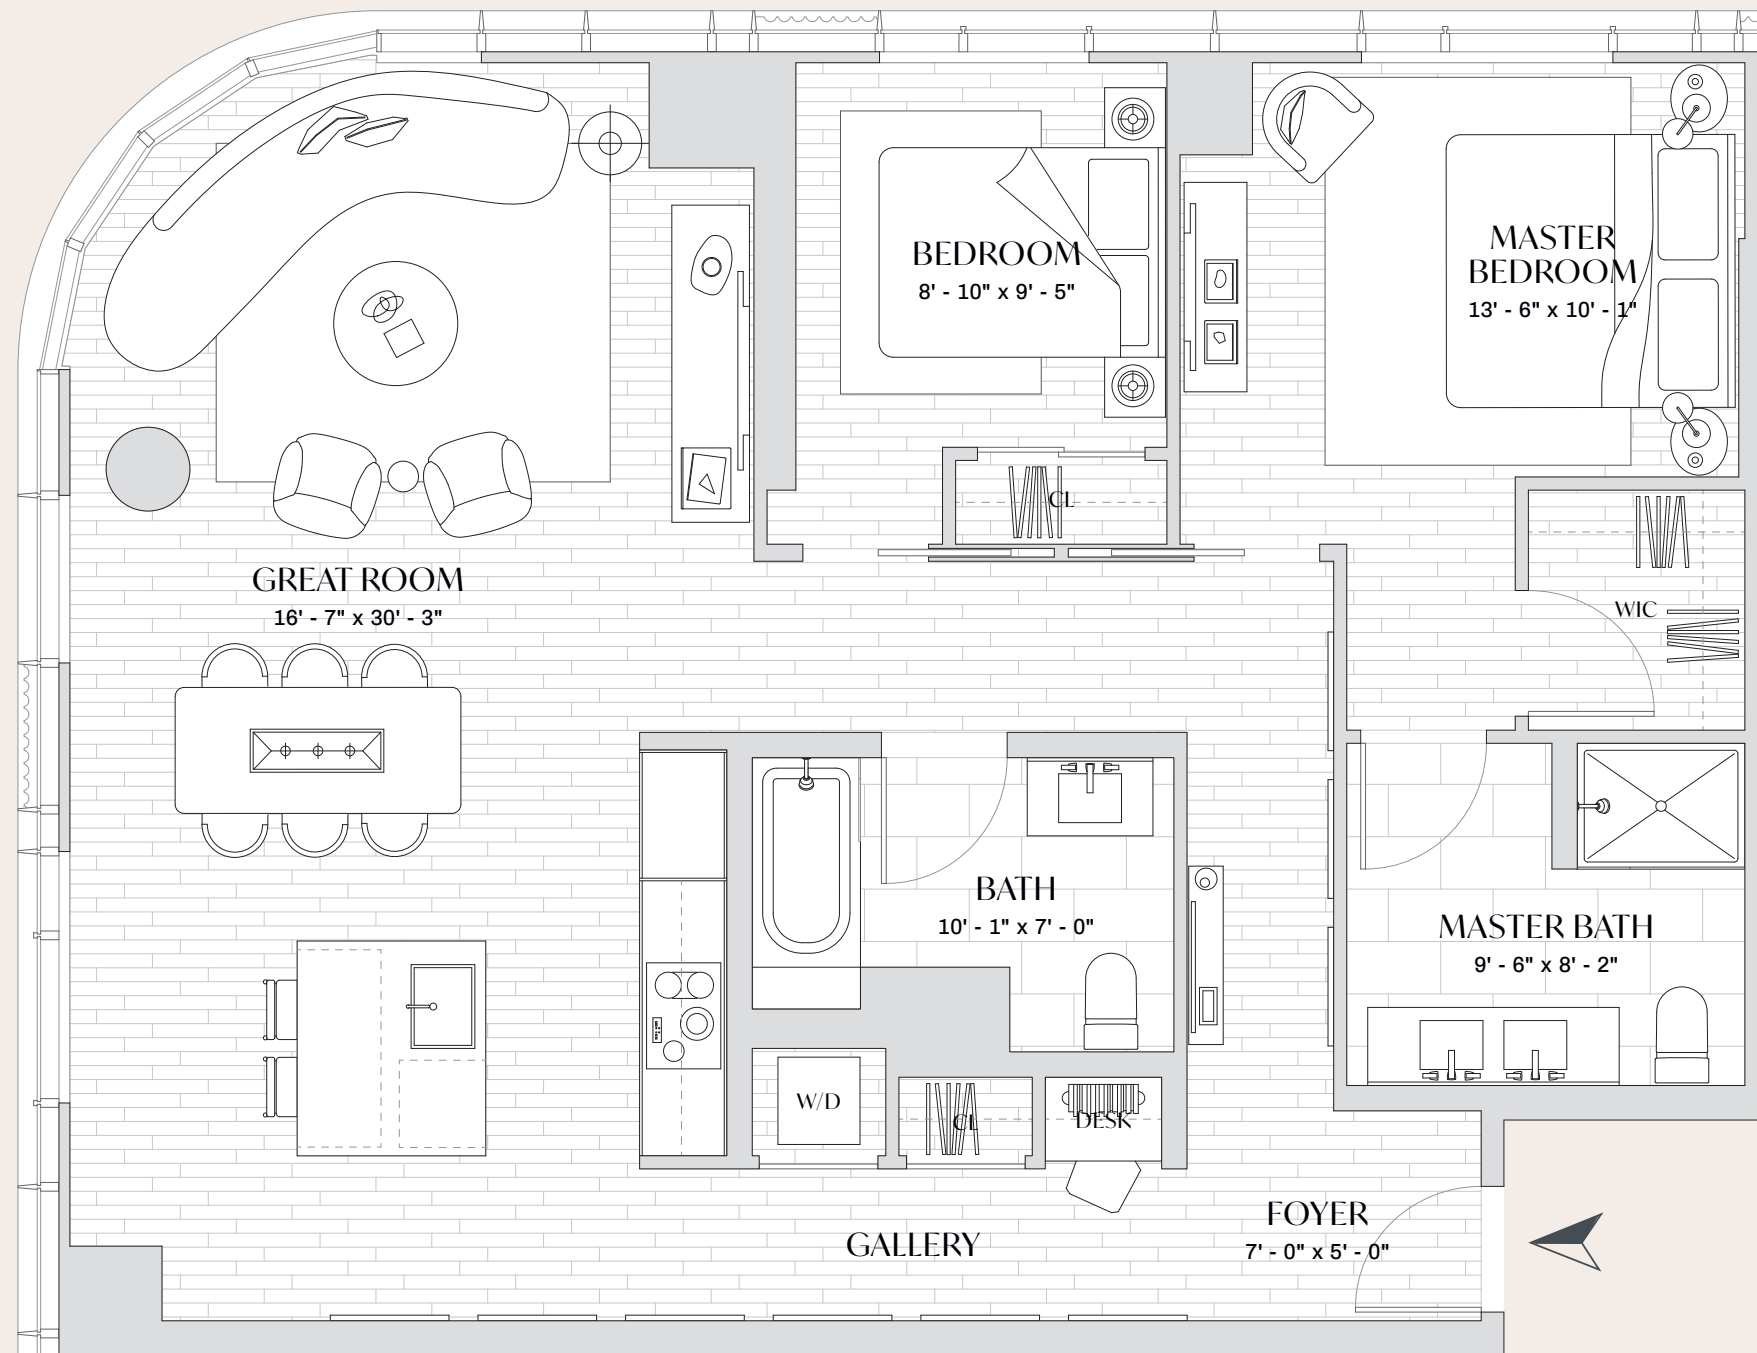 BEDROOM
8' - 10" x 9' - 5"
MASTER
BEDROOM
13' - 6" x 10' - 1"
CL
GREAT ROOM
16' - 7" x 30' - 3"
WIC
BATH
10' - 1" x 7' - 0"
MASTER BATH
9' - 6" x 8' - 2"
W/D
CL
DESK
FOYER
7' - 0" x 5' - 0"
GALLERY